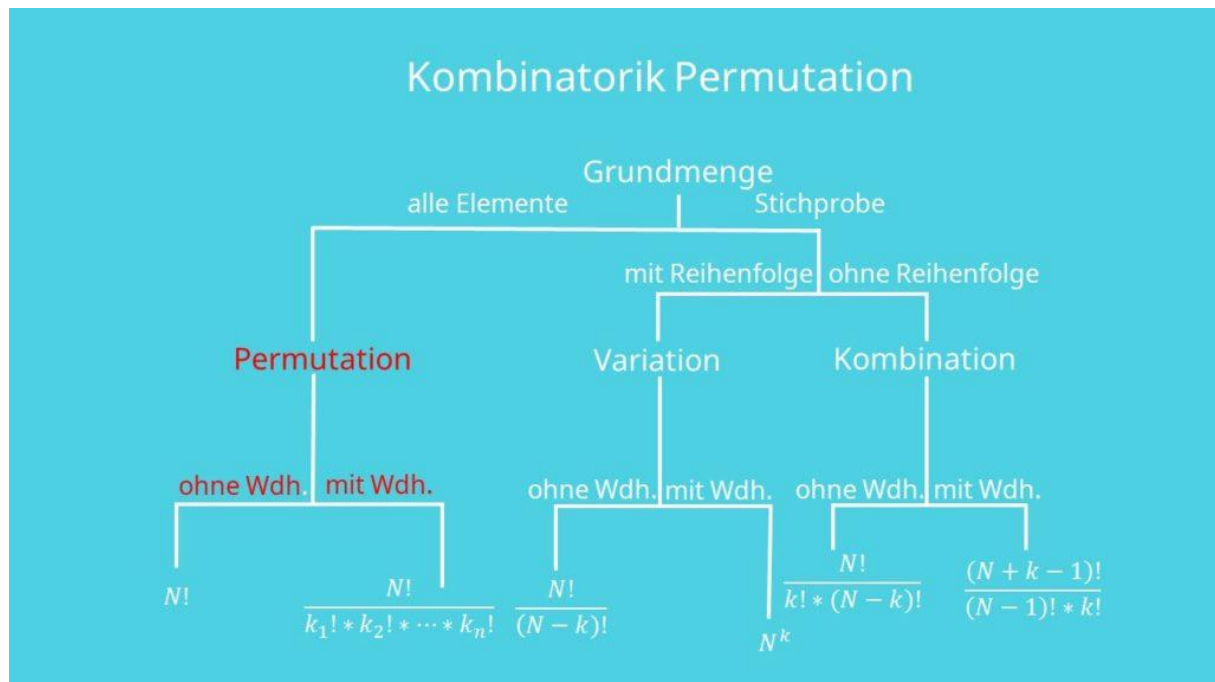 Kombinatorik Permutation
Grundmenge
alle Elemente Stichprobe
mit Reihenfolge ohne Reihenfolge
Permutation Variation Kombination
ohne Wdh. mit Wdh. ohne Wdh. mit Wdh. ohne Wdh. mit Wdh.
N!
N! / (k₁! * k₂! * ⋯ * kₙ!)
N! / (N − k)!
Nᵏ
N! / (k! * (N − k)!)
(N + k − 1)! / ((N − 1)! * k!)